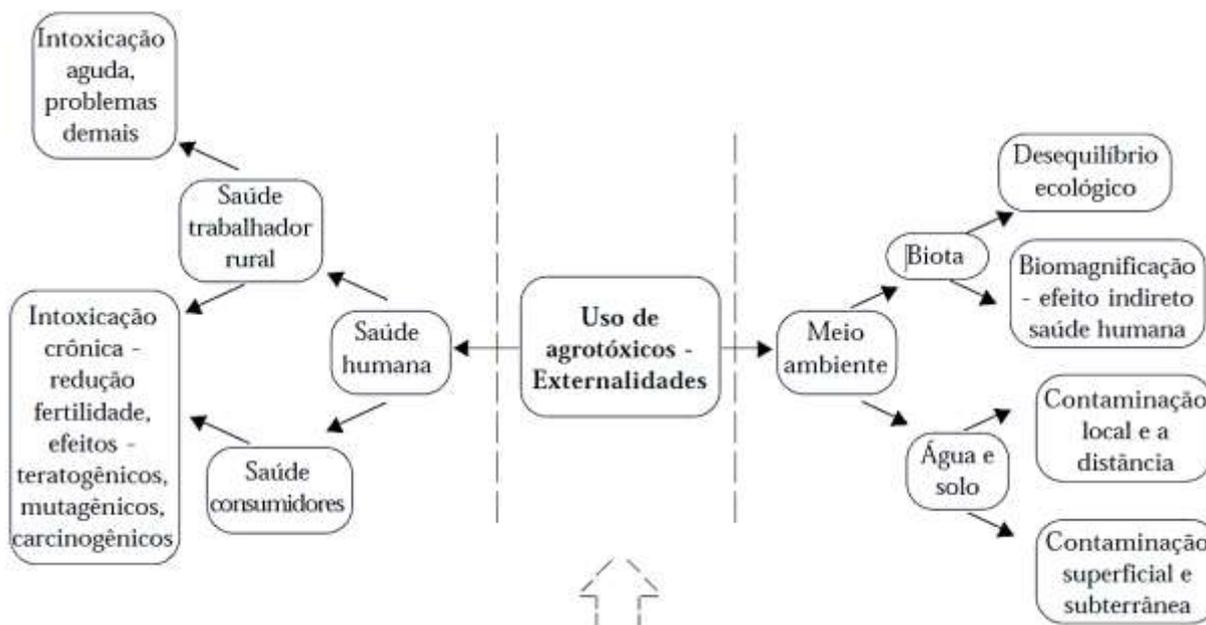 Intoxicação
aguda,
problemas
demais
Saúde
trabalhador
rural
Intoxicação
crônica -
redução
fertilidade,
efeitos -
teratogênicos,
mutagênicos,
carcinogênicos
Saúde
humana
Saúde
consumidores
Uso de
agrotóxicos -
Externalidades
Meio
ambiente
Biota
Desequilíbrio
ecológico
Biomagnificação
- efeito indireto
saúde humana
Água e
solo
Contaminação
local e a
distância
Contaminação
superficial e
subterrânea